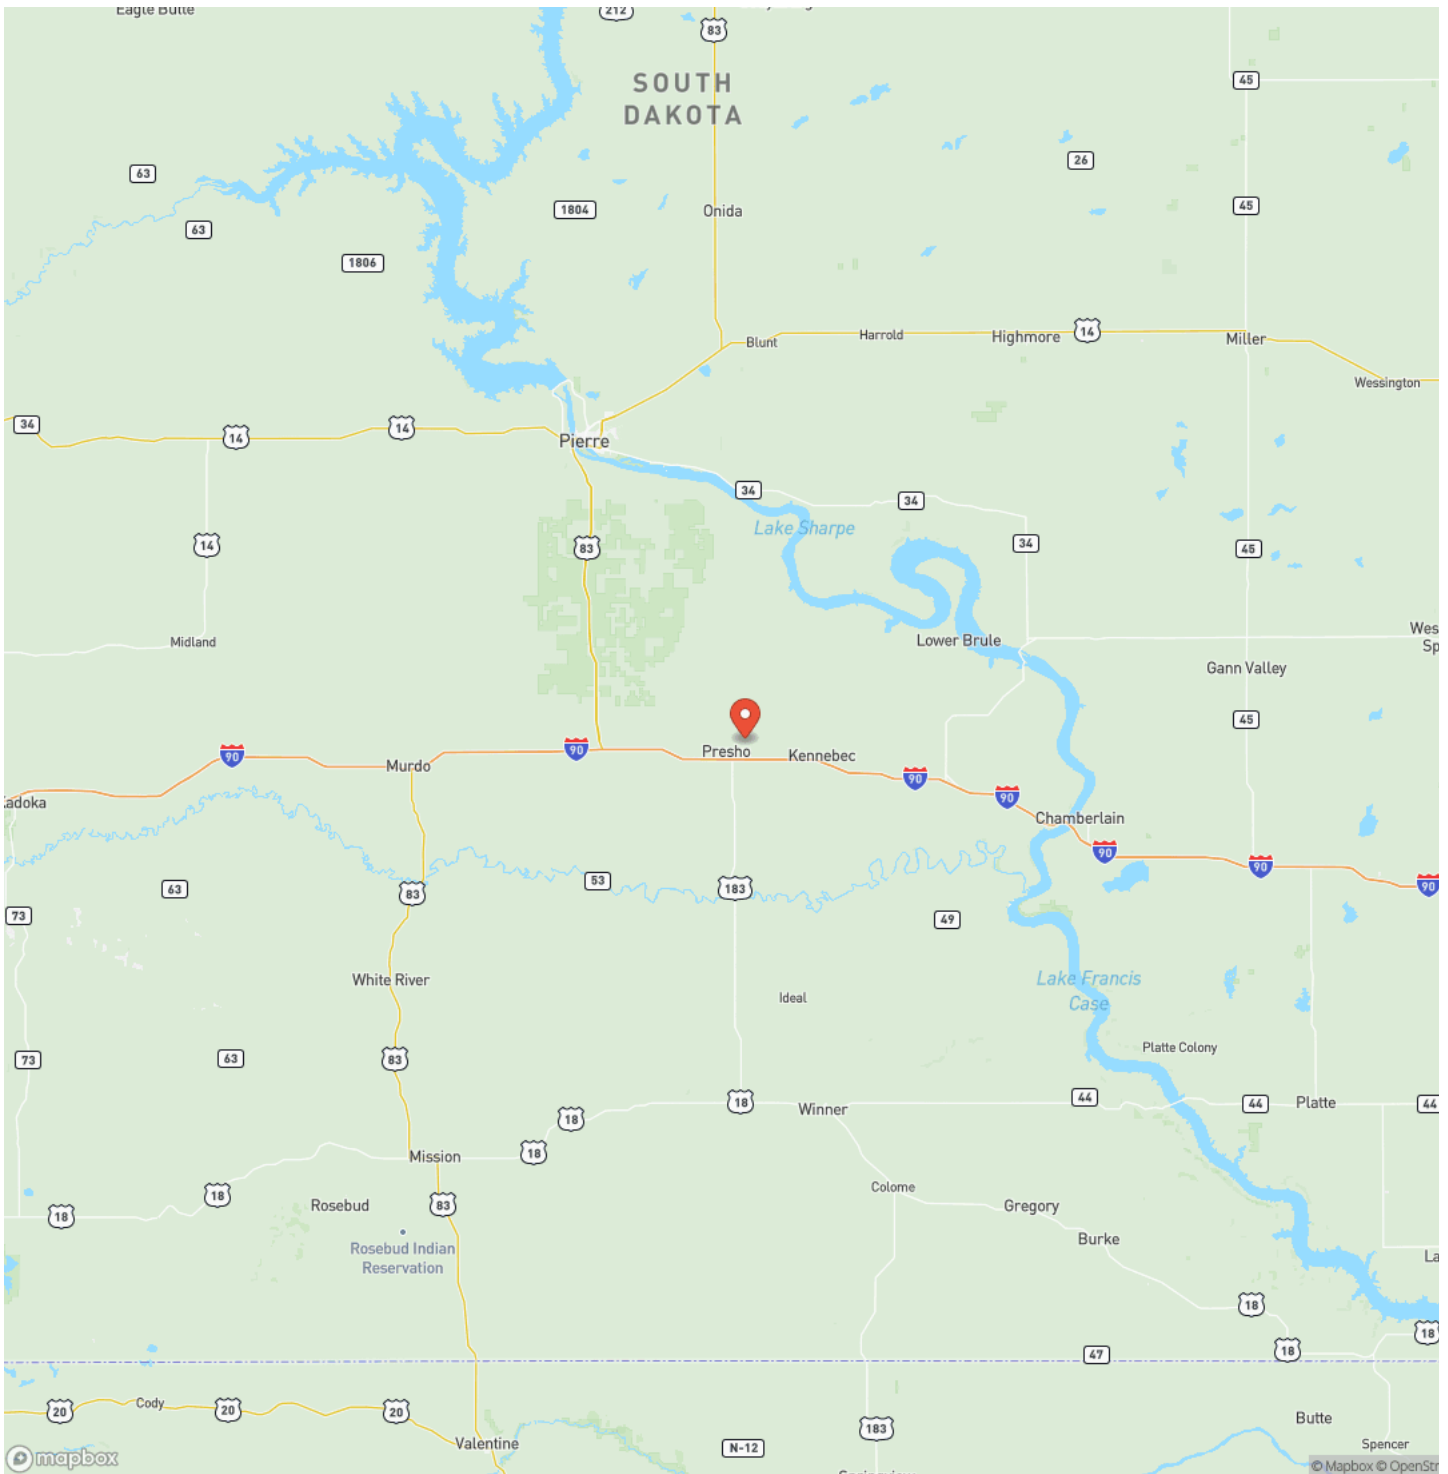 Eagle Butte
212
83
SOUTH
DAKOTA
45
26
63
1804
Onida
45
63
1806
14
Blunt
Harrold
Highmore
Miller
Wessington
34
14
14
Pierre
34
34
Lake Sharpe
14
83
34
45
Midland
Lower Brule
Wes
Sp
Gann Valley
45
90
90
Presho
Kennebec
Murdo
90
90
Kadoka
Chamberlain
90
90
90
63
83
53
183
73
49
White River
Lake Francis
Case
Ideal
Platte Colony
73
63
83
18
Winner
44
44
Platte
44
18
18
Mission
18
Rosebud
83
Colome
Gregory
18
Burke
Rosebud Indian
Reservation
La
18
18
18
47
Cody
20
20
20
Butte
183
Valentine
N-12
Spencer
mapbox
© Mapbox © OpenStr